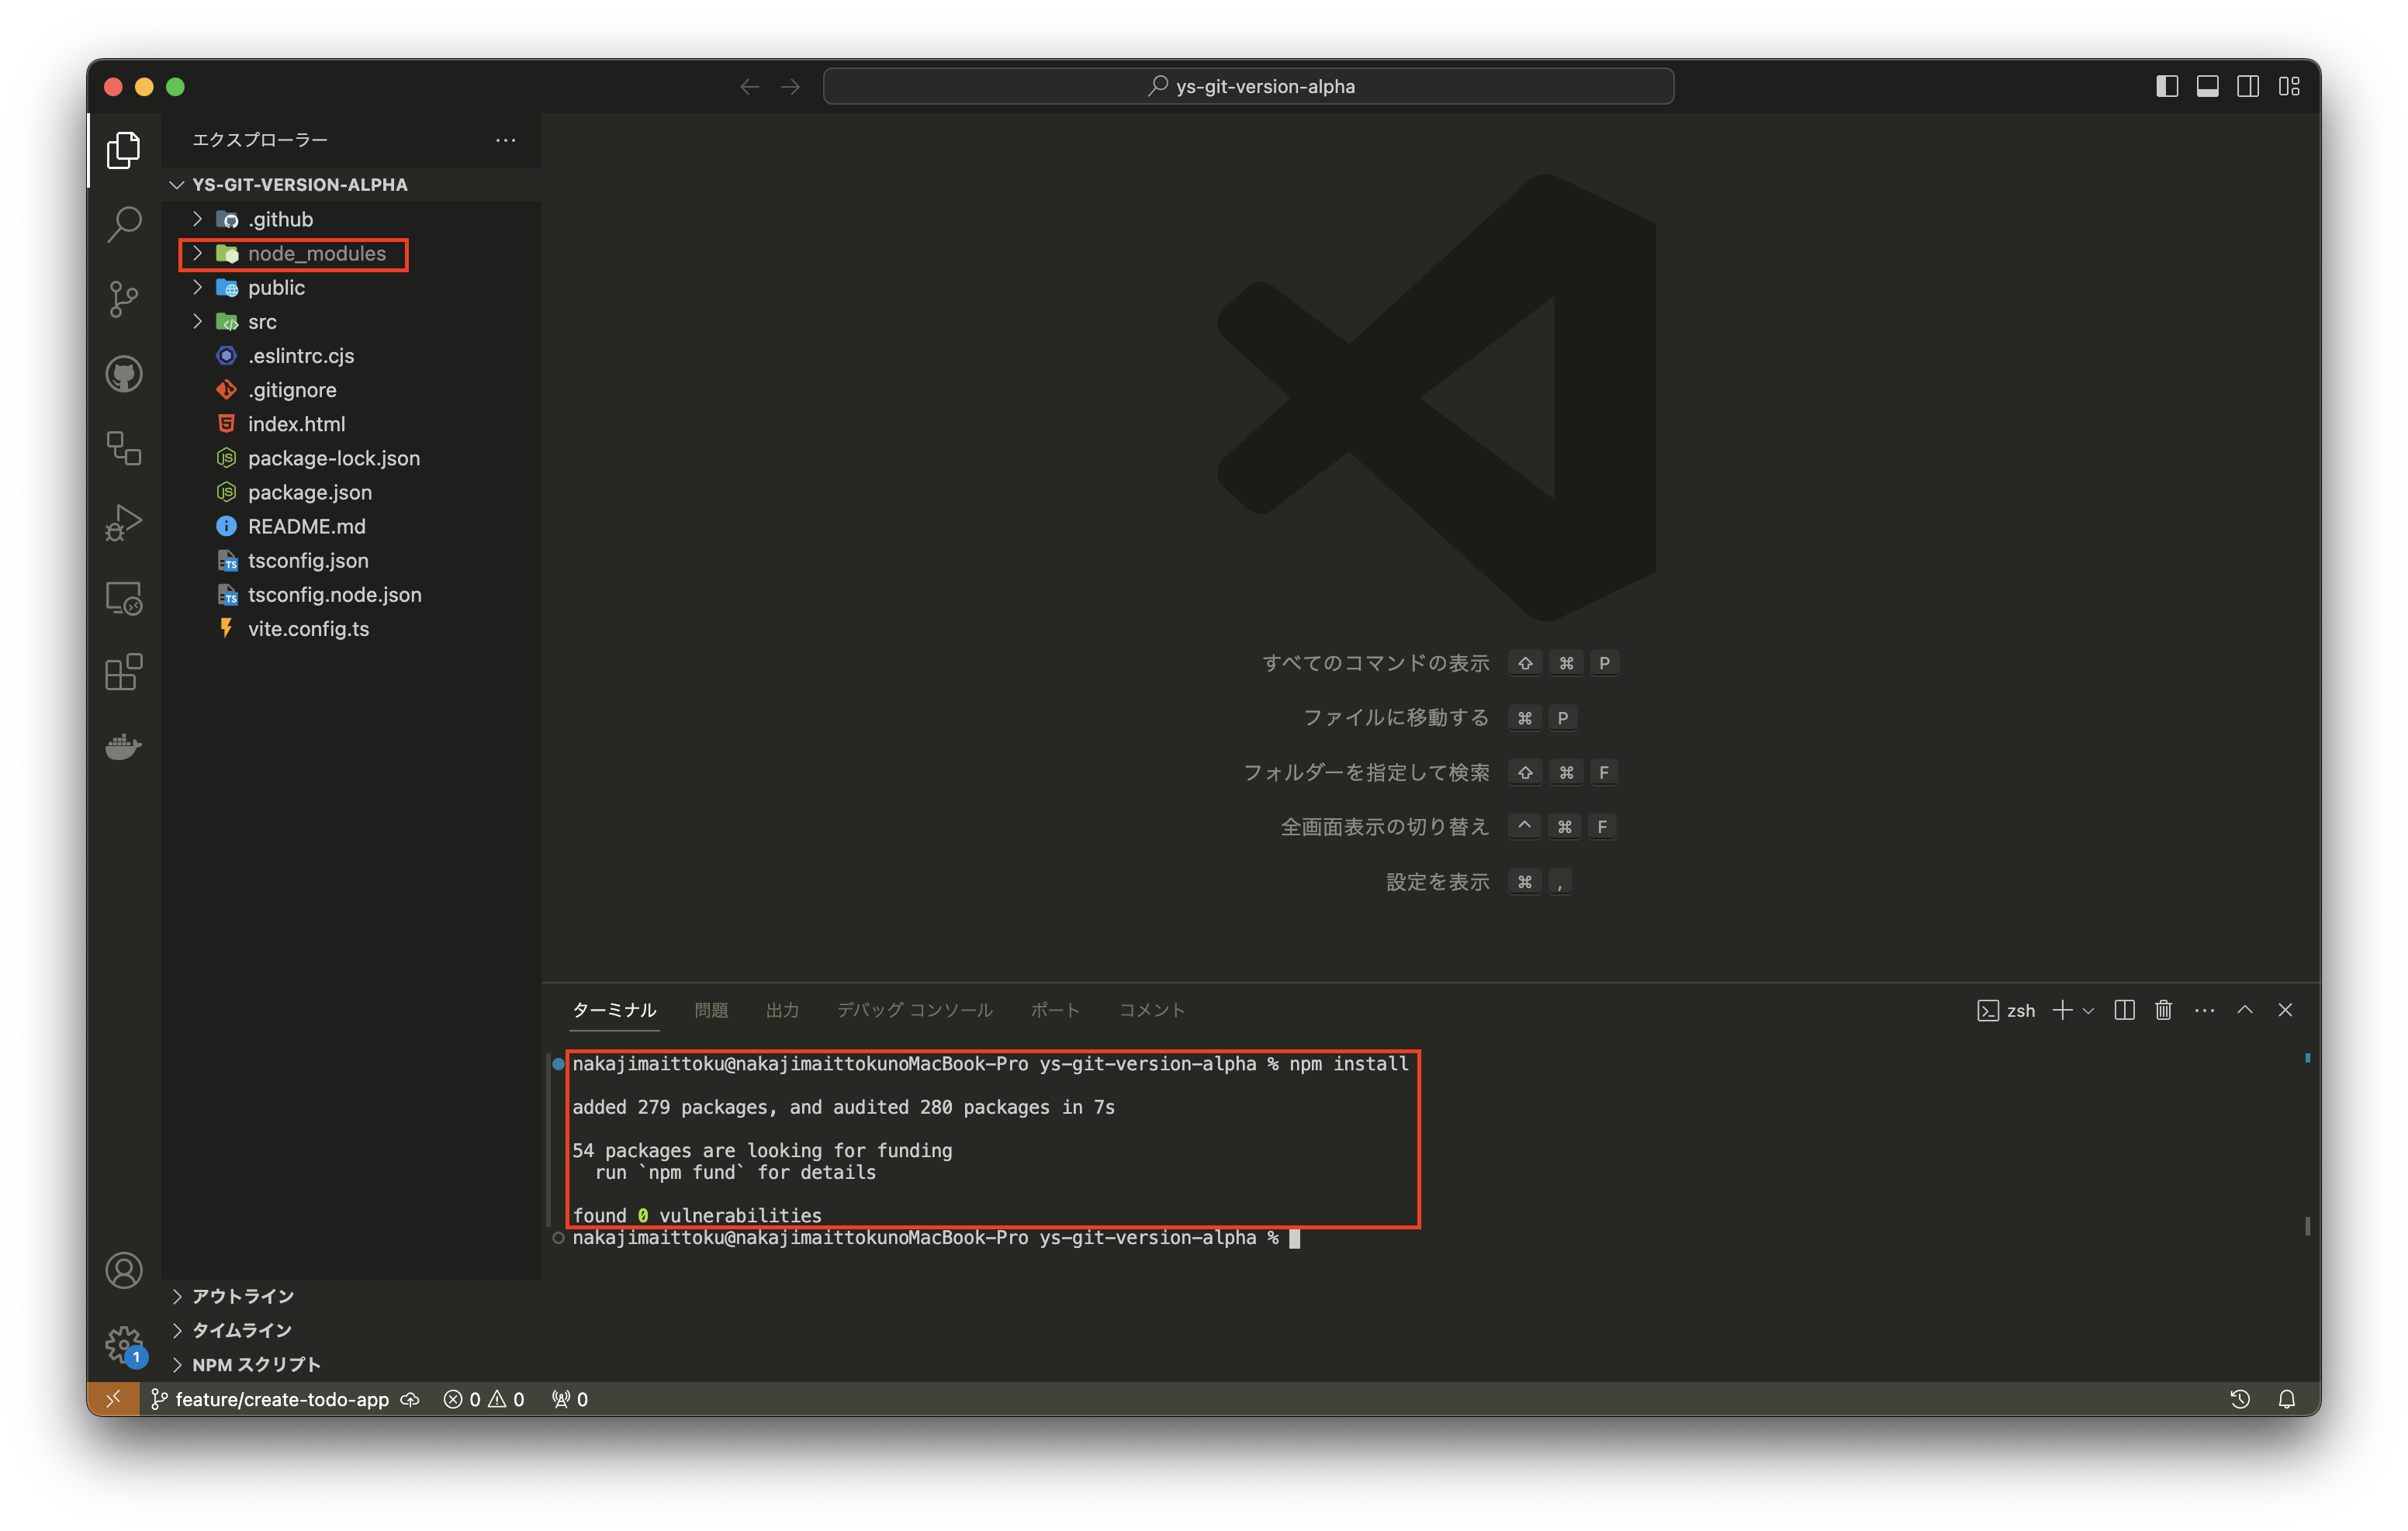 ys-git-version-alpha
エクスプローラー
YS-GIT-VERSION-ALPHA
.github
node_modules
public
src
.eslintrc.cjs
.gitignore
index.html
package-lock.json
package.json
README.md
tsconfig.json
tsconfig.node.json
vite.config.ts
アウトライン
タイムライン
NPM スクリプト
すべてのコマンドの表示 ⇧ ⌘ P
ファイルに移動する ⌘ P
フォルダーを指定して検索 ⇧ ⌘ F
全画面表示の切り替え ^ ⌘ F
設定を表示 ⌘ ,
ターミナル 問題 出力 デバッグ コンソール ポート コメント zsh
nakajimaittoku@nakajimaittokunoMacBook-Pro ys-git-version-alpha % npm install
added 279 packages, and audited 280 packages in 7s
54 packages are looking for funding
run `npm fund` for details
found 0 vulnerabilities
nakajimaittoku@nakajimaittokunoMacBook-Pro ys-git-version-alpha %
1
feature/create-todo-app 0 0 0